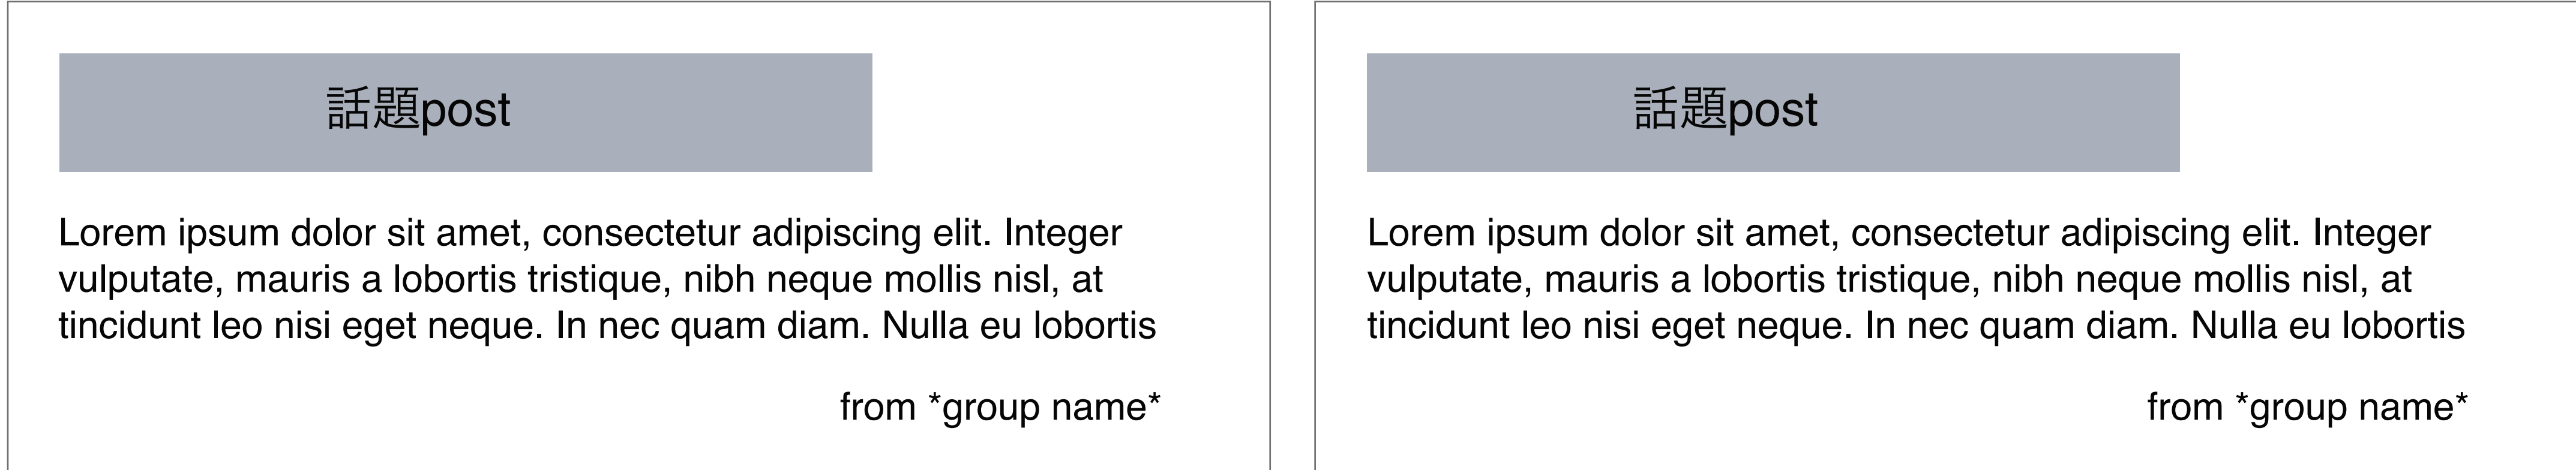 話題post
Lorem ipsum dolor sit amet, consectetur adipiscing elit. Integer
vulputate, mauris a lobortis tristique, nibh neque mollis nisl, at
tincidunt leo nisi eget neque. In nec quam diam. Nulla eu lobortis
from *group name*
話題post
Lorem ipsum dolor sit amet, consectetur adipiscing elit. Integer
vulputate, mauris a lobortis tristique, nibh neque mollis nisl, at
tincidunt leo nisi eget neque. In nec quam diam. Nulla eu lobortis
from *group name*